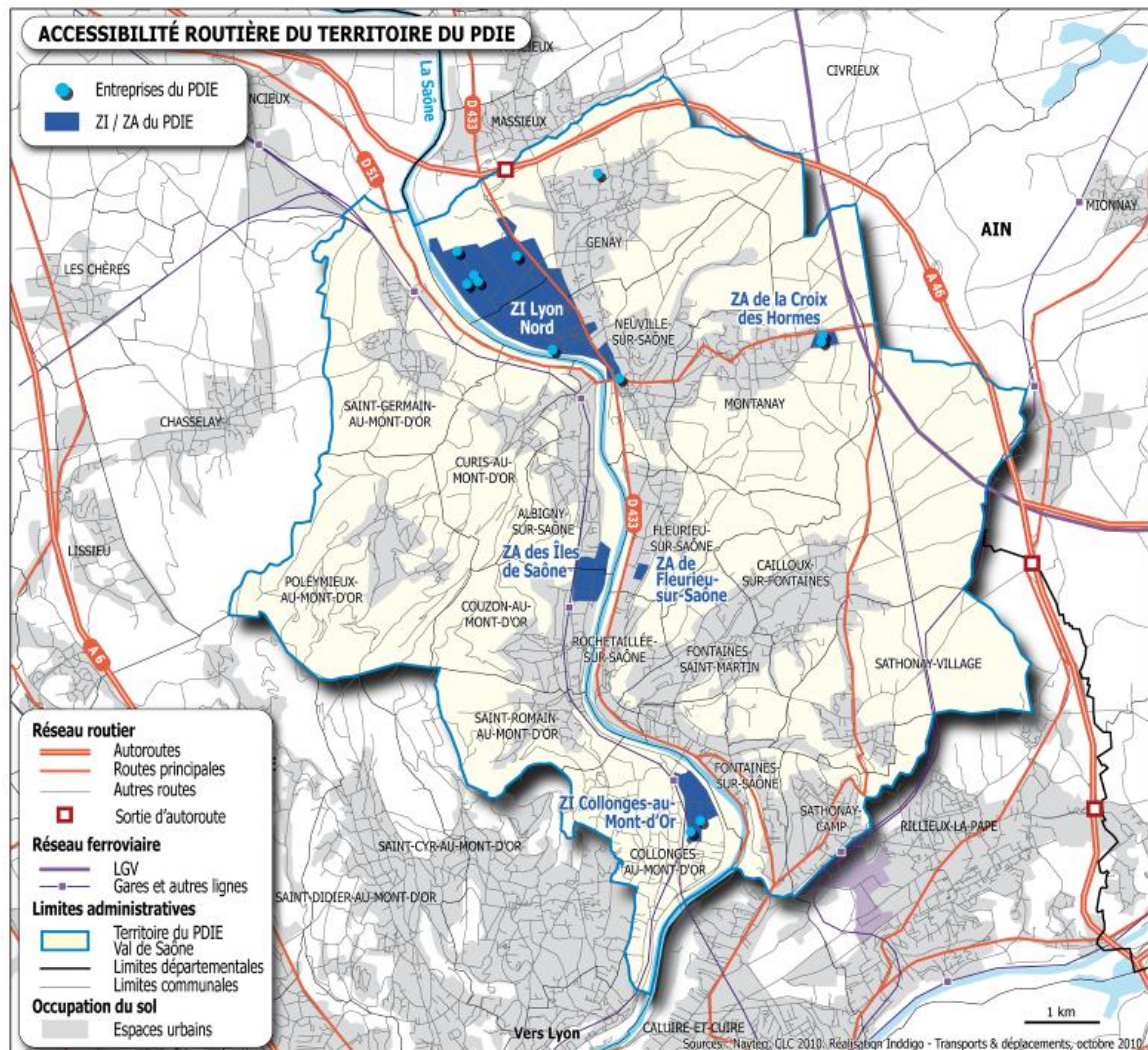 ACCESSIBILITÉ ROUTIÈRE DU TERRITOIRE DU PDIE
Entreprises du PDIE
ZI / ZA du PDIE
La Saône
D 433
D 51
MASSIEUX
CIVRIEUX
MIONNAY
AIN
A 46
GENAY
LES CHÈRES
ZI Lyon
Nord
NEUVILLE-
SUR-SAÔNE
ZA de la Croix
des Hormes
CHASSELAY
SAINT-GERMAIN-
AU-MONT-D'OR
MONTANAY
CURIS-AU-
MONT-D'OR
ALBIGNY-
SUR-SAÔNE
D 433
FLEURIEU-
SUR-SAÔNE
LISSIEU
ZA des Îles
de Saône
ZA de
Fleurieu-
sur-Saône
CAILLOUX-
SUR-FONTAINES
POLEYMIEUX-
AU-MONT-D'OR
COUZON-AU-
MONT-D'OR
ROCHETAILLÉE-
SUR-SAÔNE
FONTAINES-
SAINT-MARTIN
SATHONAY-VILLAGE
A 6
SAINT-ROMAIN-
AU-MONT-D'OR
FONTAINES-
SUR-SAÔNE
ZI Collonges-au-
Mont-d'Or
SATHONAY-
CAMP
RILLIEUX-LA-PAPE
SAINT-CYR-AU-MONT-D'OR
COLLONGES-
AU-MONT-D'OR
SAINT-DIDIER-AU-MONT-D'OR
Vers Lyon
CALUIRE-ET-CUIRE
Réseau routier
Autoroutes
Routes principales
Autres routes
Sortie d'autoroute
Réseau ferroviaire
LGV
Gares et autres lignes
Limites administratives
Territoire du PDIE
Val de Saône
Limites départementales
Limites communales
Occupation du sol
Espaces urbains
1 km
Sources : Navteq, CLC 2010. Réalisation Inddigo - Transports & déplacements, octobre 2010